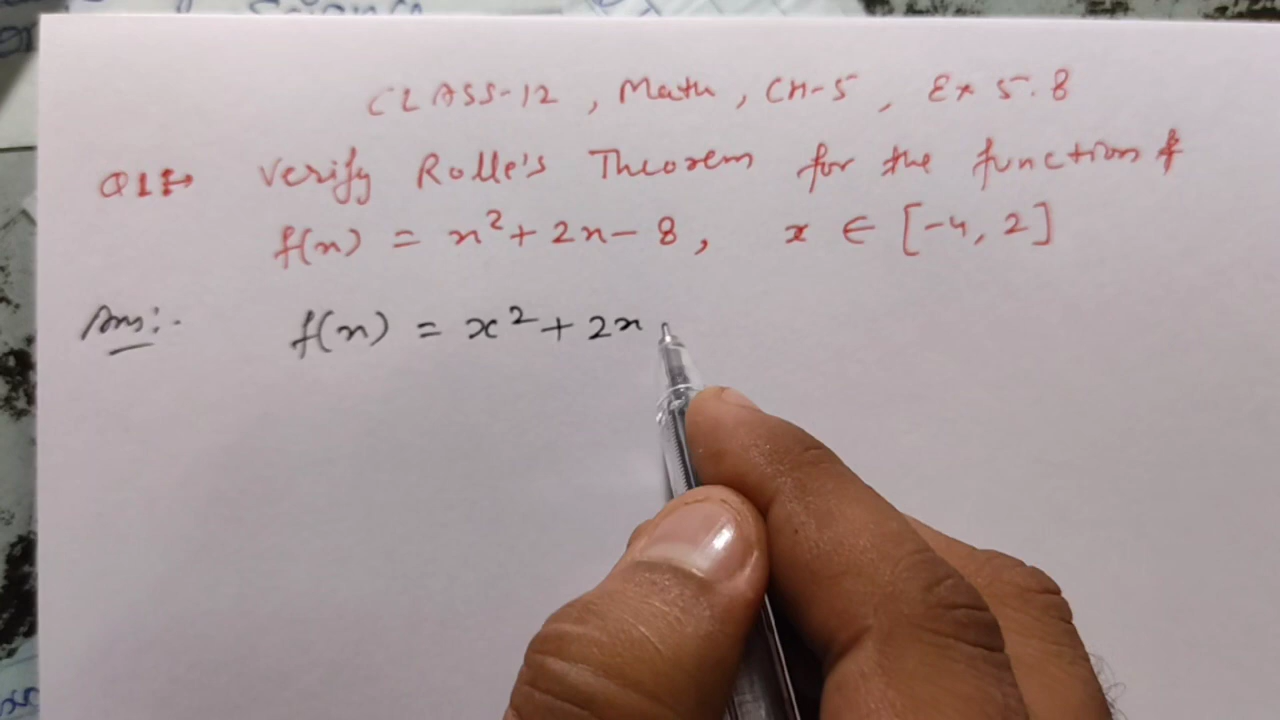 Science
CLASS-12, Math, CH-5, Ex 5.8
Q1 Verify Rolle's Theorem for the function f
f(x) = x² + 2x - 8, x ∈ [-4, 2]
Ans:- f(x) = x² + 2x